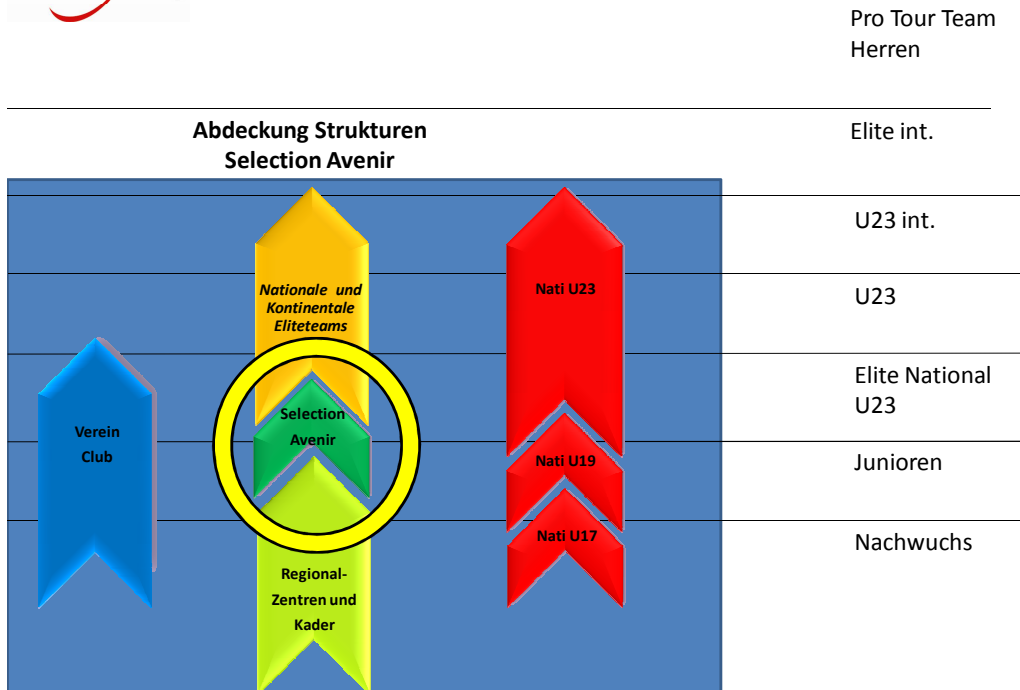 Pro Tour Team
Herren
Abdeckung Strukturen
Selection Avenir
Elite int.
U23 int.
Nationale und
Kontinentale
Eliteteams
Nati U23
U23
Elite National
U23
Verein
Club
Selection
Avenir
Nati U19
Junioren
Nati U17
Nachwuchs
Regional-
Zentren und
Kader